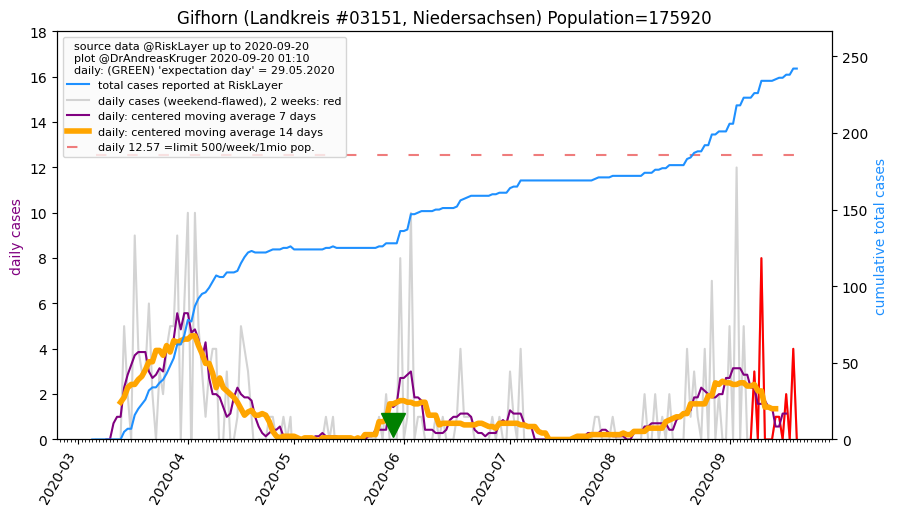 Gifhorn (Landkreis #03151, Niedersachsen) Population=175920
source data @RiskLayer up to 2020-09-20
plot @DrAndreasKruger 2020-09-20 01:10
daily: (GREEN) 'expectation day' = 29.05.2020
total cases reported at RiskLayer
daily cases (weekend-flawed), 2 weeks: red
daily: centered moving average 7 days
daily: centered moving average 14 days
daily 12.57 =limit 500/week/1mio pop.
daily cases
18
16
14
12
10
8
6
4
2
0
cumulative total cases
250
200
150
100
50
0
2020-03
2020-04
2020-05
2020-06
2020-07
2020-08
2020-09